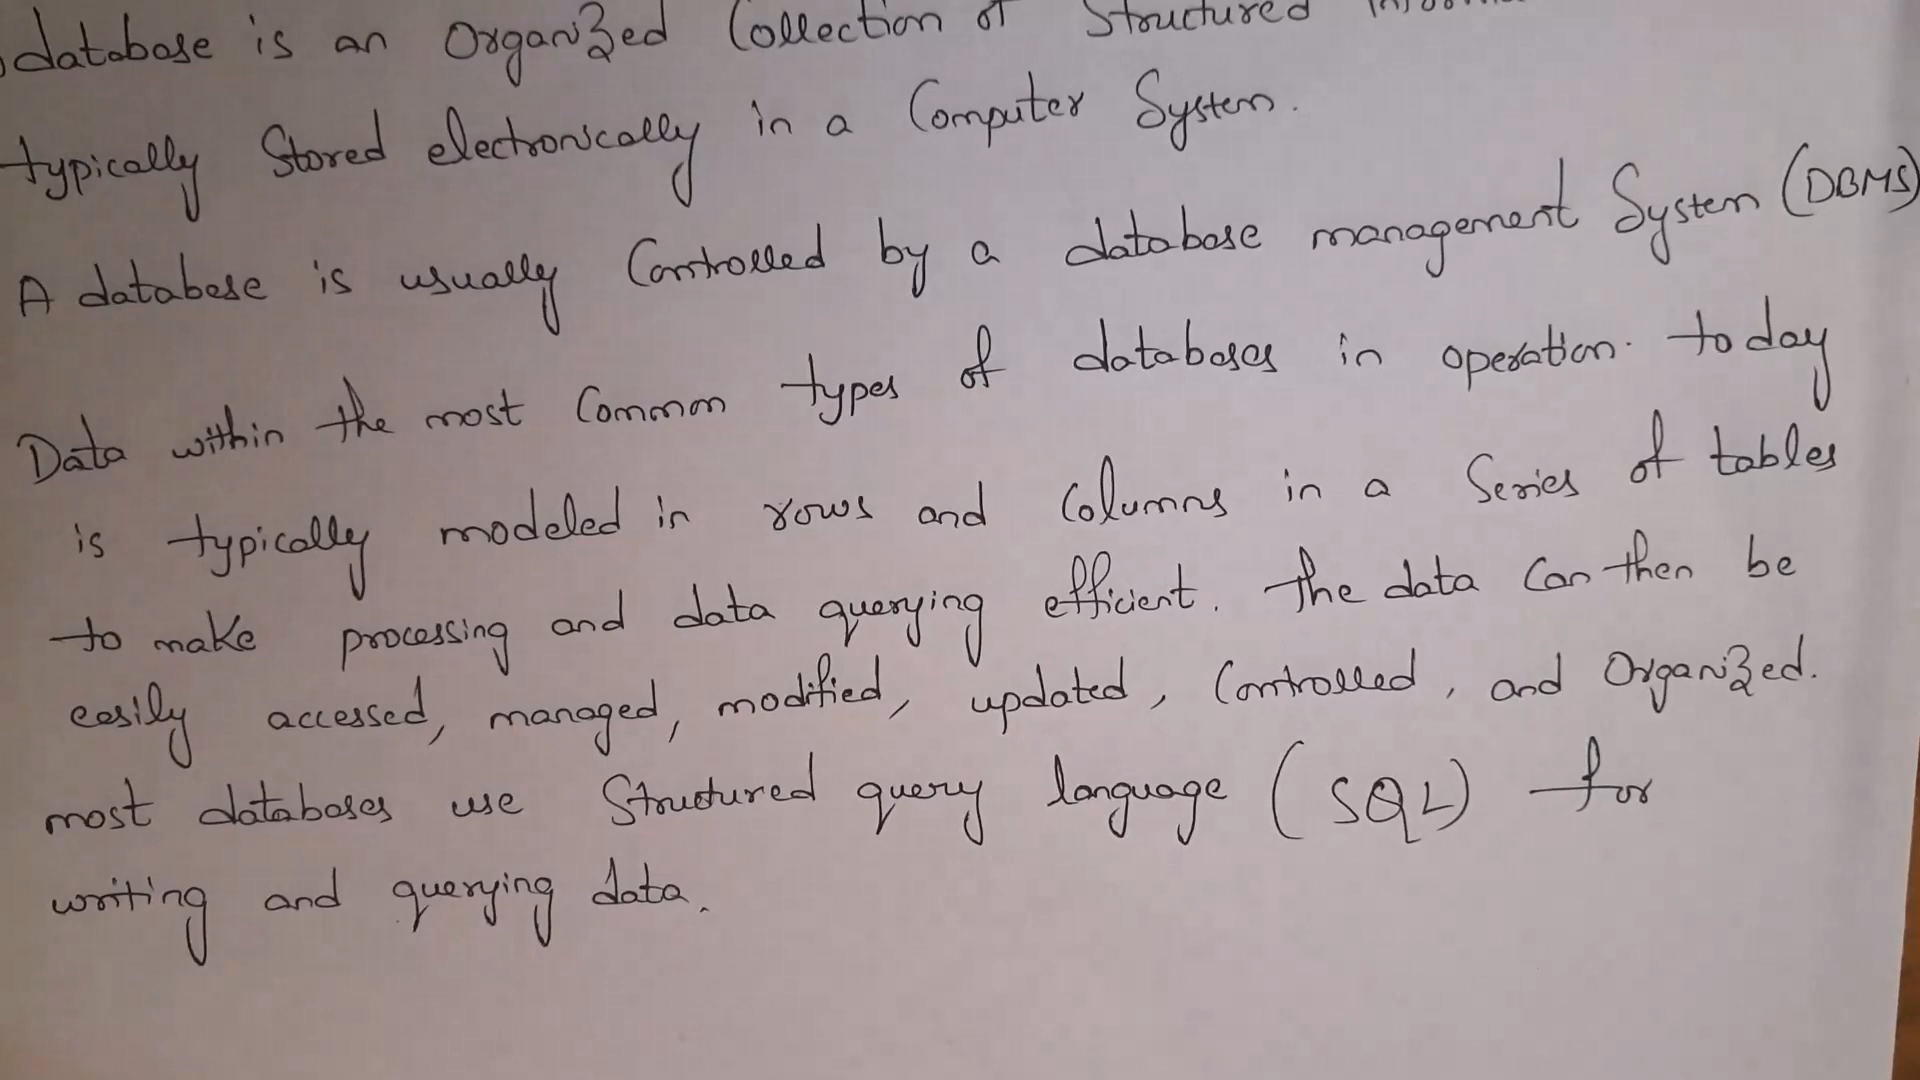 database is an OrganiZed Collection of Structured
typically Stored electronically in a Computer System.
A database is usually Controlled by a database management System (DBMS)
Data within the most Common types of databases in operation. today
is typically modeled in rows and Columns in a Series of tables
to make processing and data querying efficient. The data Can then be
easily accessed, managed, modified, updated, Controlled, and OrganiZed.
most databases use Structured query language (SQL) for
writing and querying data.